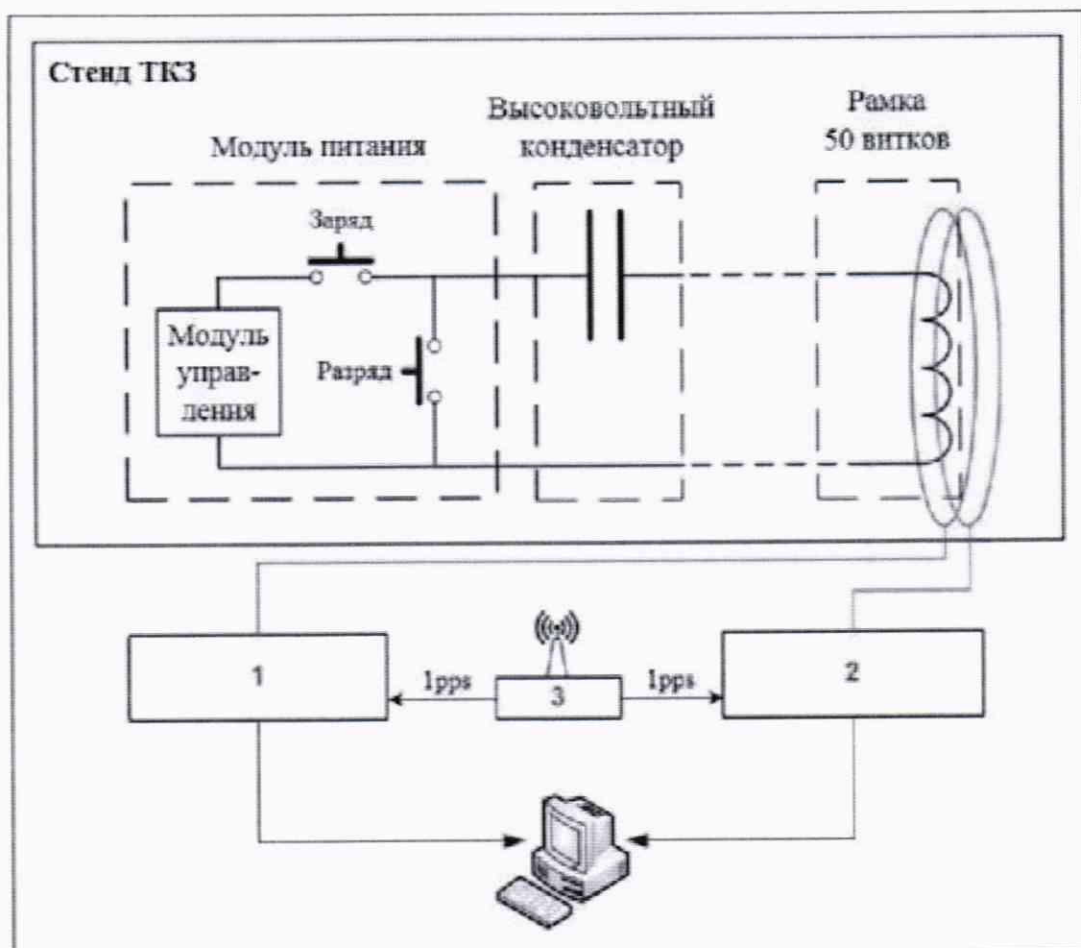 Стенд ТКЗ
Модуль питания
Высоковольтный
конденсатор
Рамка
50 витков
Заряд
Разряд
Модуль
управ-
ления
1
1pps
3
1pps
2